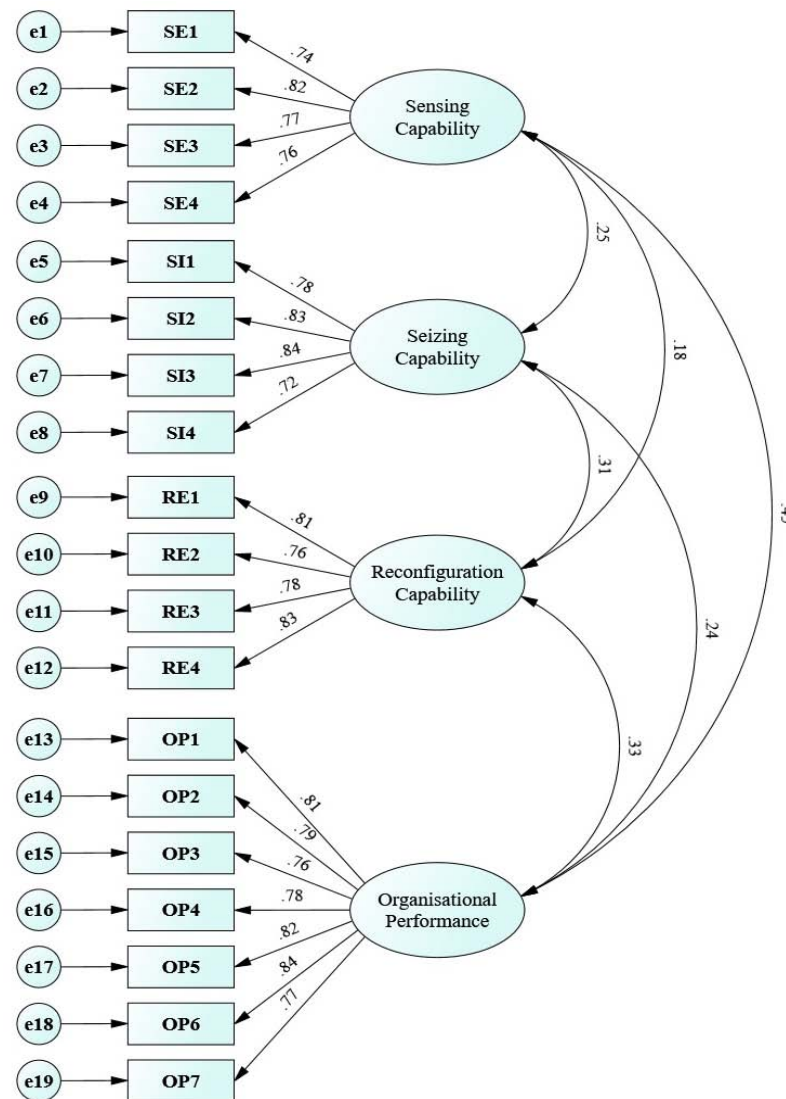 e1
SE1
.74
e2
SE2
.82
e3
SE3
.77
e4
SE4
.76
Sensing
Capability
.25
.18
e5
SI1
.78
e6
SI2
.83
e7
SI3
.84
e8
SI4
.72
Seizing
Capability
.31
.24
e9
RE1
.81
e10
RE2
.76
e11
RE3
.78
e12
RE4
.83
Reconfiguration
Capability
.33
e13
OP1
.81
e14
OP2
.79
e15
OP3
.76
e16
OP4
.78
e17
OP5
.82
e18
OP6
.84
e19
OP7
.77
Organisational
Performance